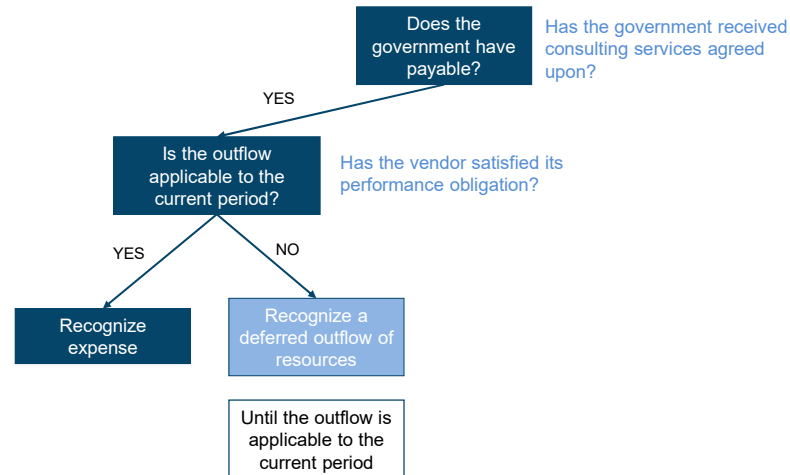 Does the
government have
payable?
Has the government received
consulting services agreed
upon?
YES
Is the outflow
applicable to the
current period?
Has the vendor satisfied its
performance obligation?
YES
NO
Recognize
expense
Recognize a
deferred outflow of
resources
Until the outflow is
applicable to the
current period